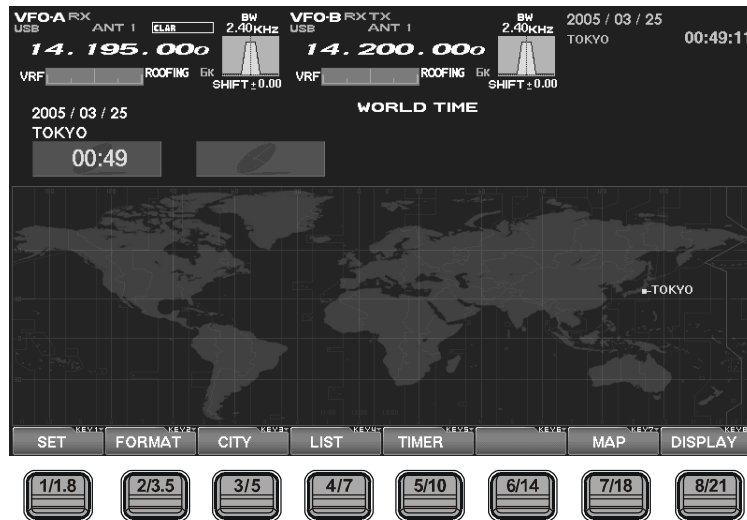 VFO-A RX
USB ANT 1 CLAR
BW
2.40KHz
14.195.000
VRF ROOFING 6K
SHIFT ± 0.00
VFO-B RX TX
USB ANT 1
BW
2.40KHz
14.200.000
VRF ROOFING 6K
SHIFT ± 0.00
2005 / 03 / 25
TOKYO 00:49:11
WORLD TIME
2005 / 03 / 25
TOKYO
00:49
TOKYO
KEY1 KEY2 KEY3 KEY4 KEY5 KEY6 KEY7 KEY8
SET FORMAT CITY LIST TIMER MAP DISPLAY
1/1.8 2/3.5 3/5 4/7 5/10 6/14 7/18 8/21